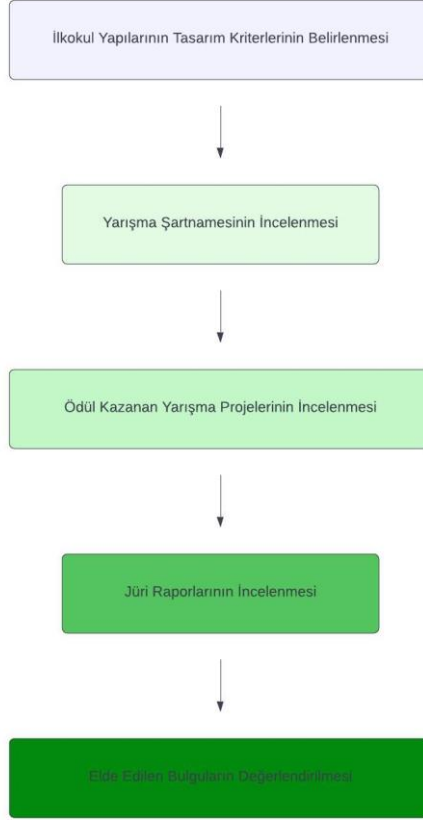 İlkokul Yapılarının Tasarım Kriterlerinin Belirlenmesi
Yarışma Şartnamesinin İncelenmesi
Ödül Kazanan Yarışma Projelerinin İncelenmesi
Jüri Raporlarının İncelenmesi
Elde Edilen Bulguların Değerlendirilmesi